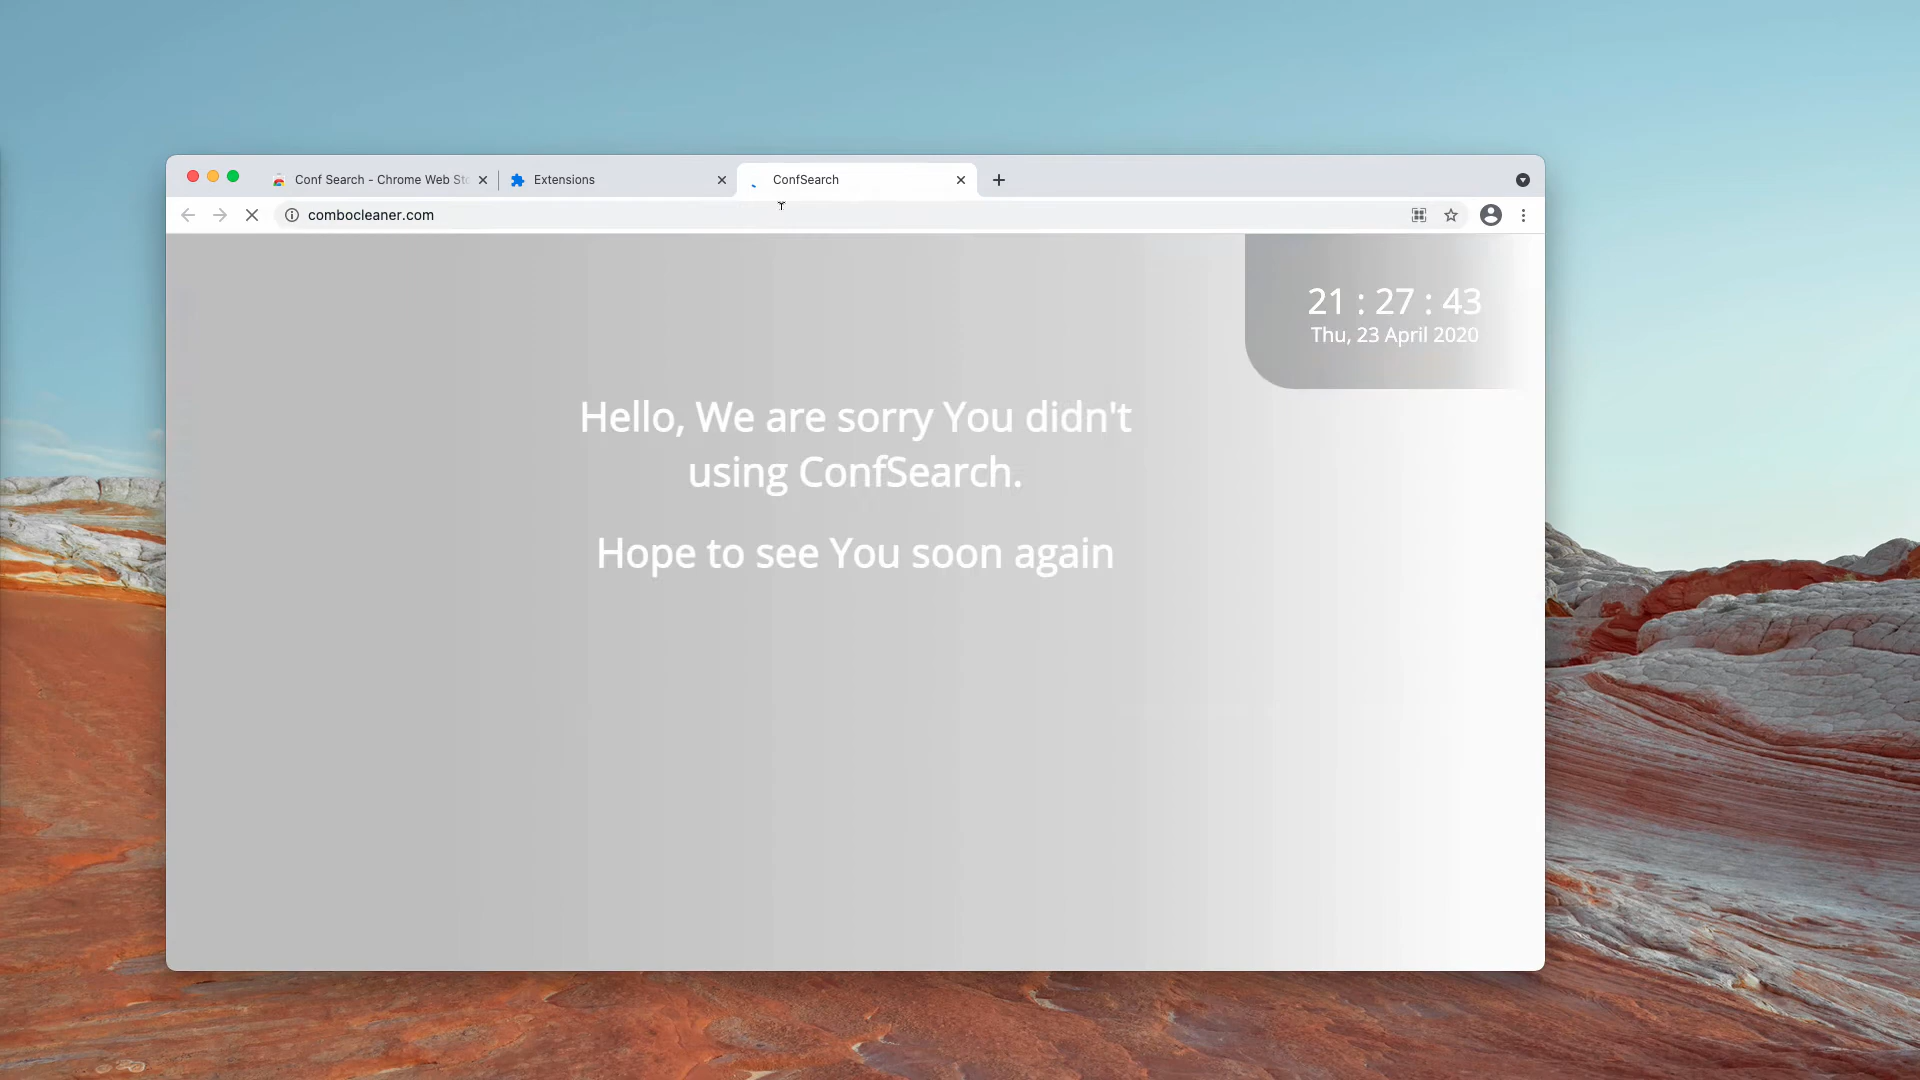 Conf Search - Chrome Web Sto
Extensions
ConfSearch
combocleaner.com
21 : 27 : 43
Thu, 23 April 2020
Hello, We are sorry You didn't
using ConfSearch.
Hope to see You soon again